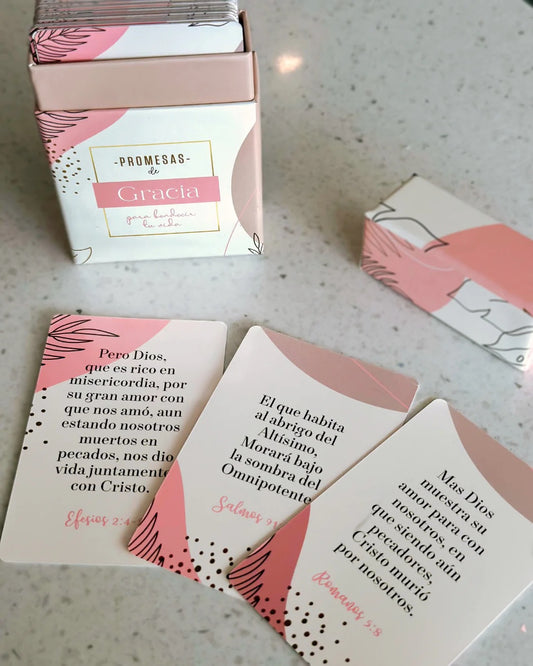 -PROMESAS-
de
Gracia
para bendecir
tu vida
Pero Dios,
que es rico en
misericordia, por
su gran amor con
que nos amó, aun
estando nosotros
muertos en
pecados, nos dio
vida juntamente
con Cristo.
Efesios 2:4-
El que habita
al abrigo del
Altísimo,
Morará bajo
la sombra del
Omnipotente
Salmos 91
Mas Dios
muestra su
amor para con
nosotros, en
que siendo aún
pecadores,
Cristo murió
por nosotros.
Romanos 5:8